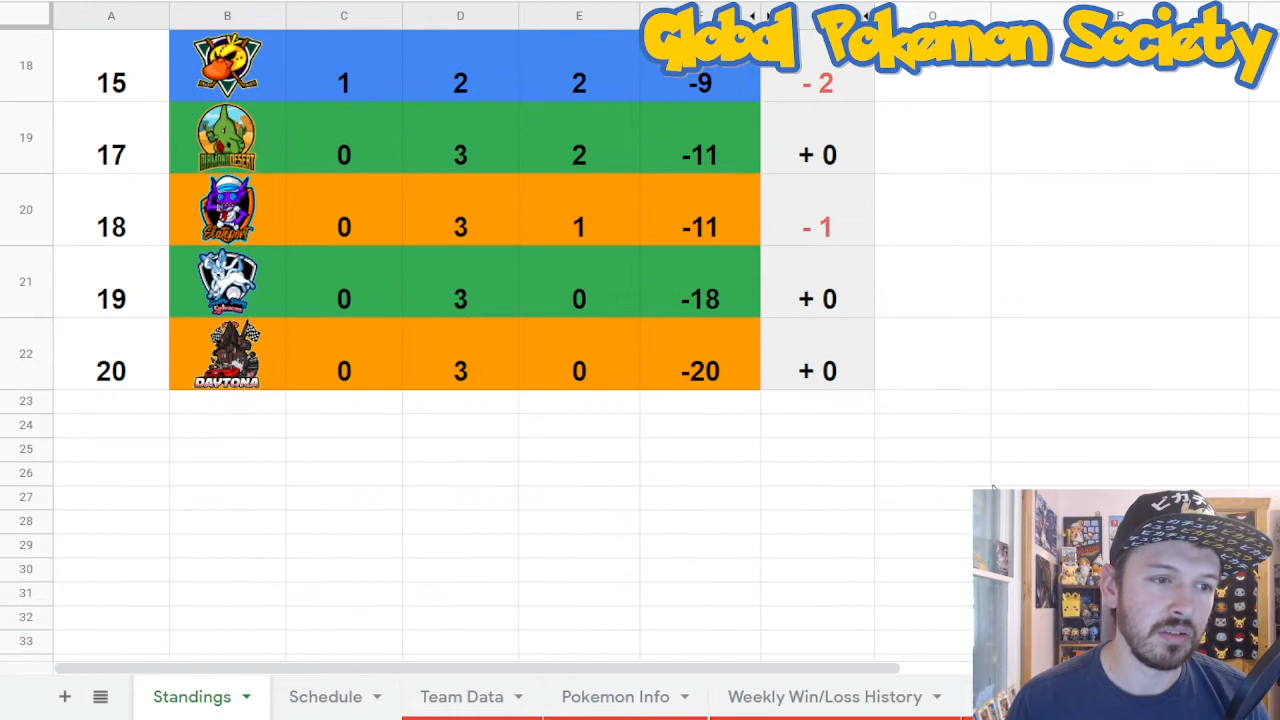 A B C D E O P
Global Pokemon Society
18 15 1 2 2 -9 - 2
19 17 DIAMOND DESERT 0 3 2 -11 + 0
20 18 0 3 1 -11 - 1
21 19 0 3 0 -18 + 0
22 20 DAYTONA 0 3 0 -20 + 0
23
24
25
26
27
28
29
30
31
32
33
+ Standings Schedule Team Data Pokemon Info Weekly Win/Loss History